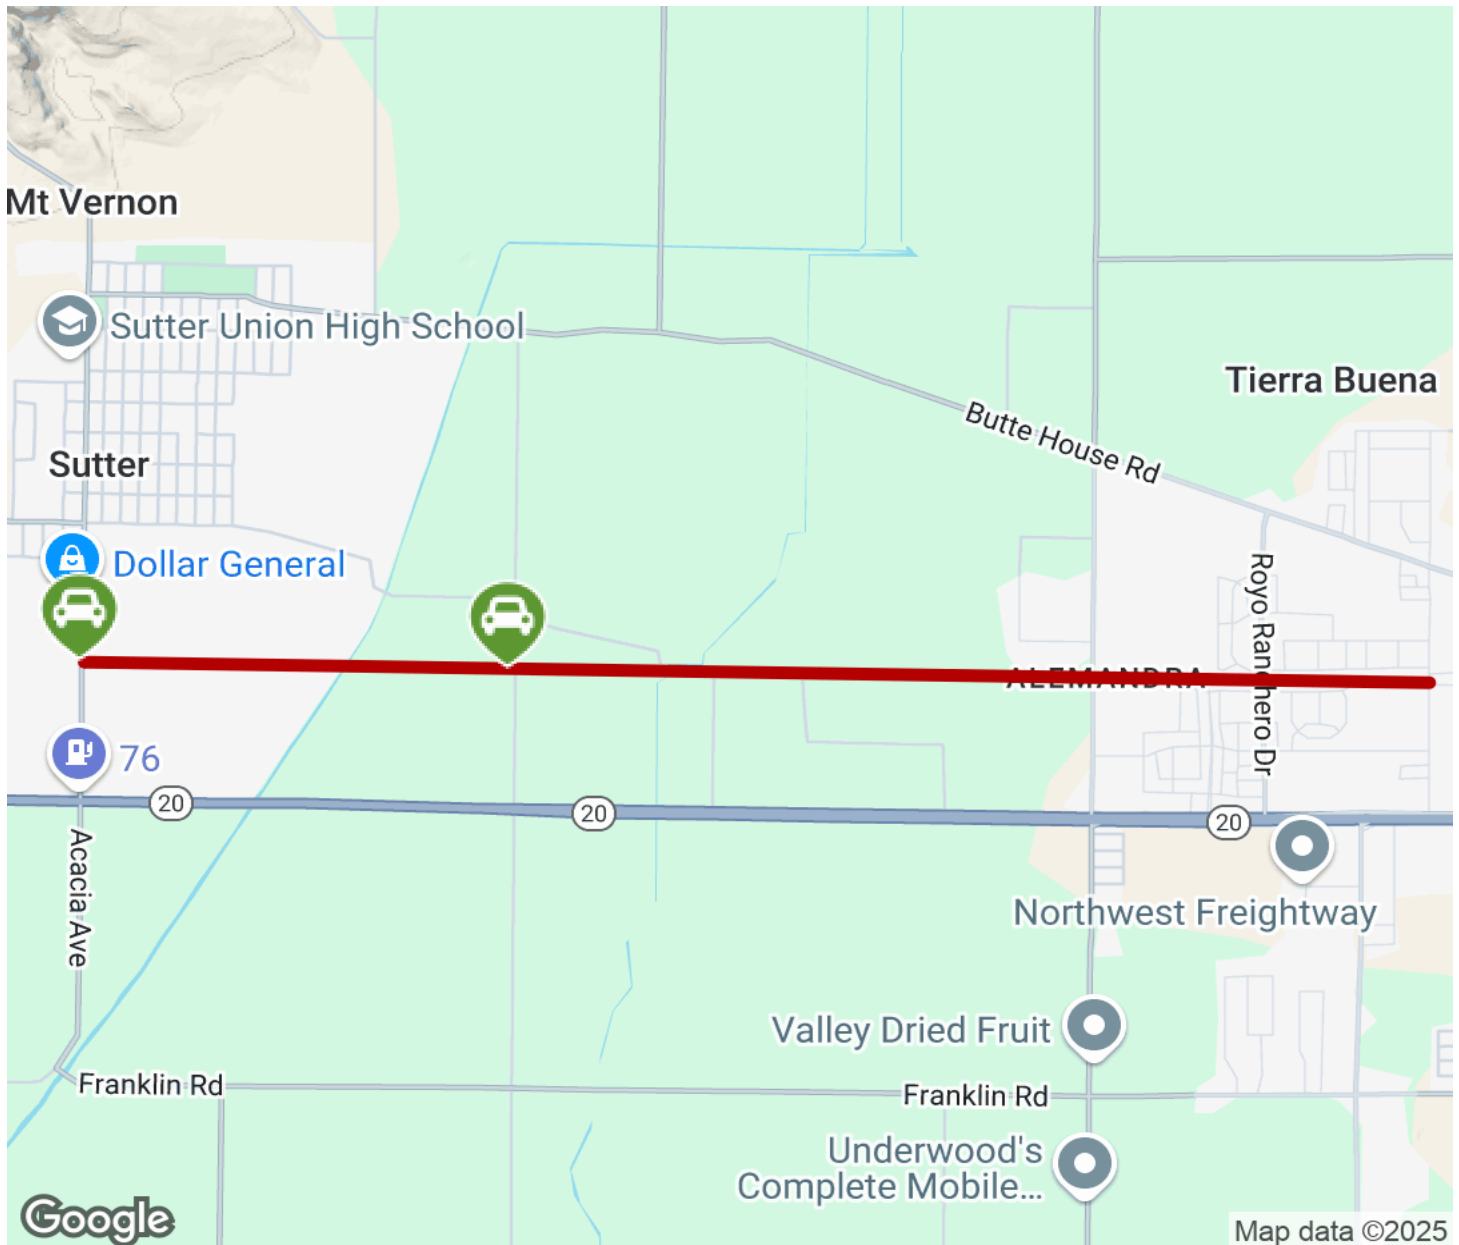 Mt Vernon
Sutter Union High School
Tierra Buena
Butte House Rd
Sutter
Dollar General
Royo Ranchero Dr
ALEMANDRA
76
20
20
20
Acacia Ave
Northwest Freightway
Valley Dried Fruit
Franklin Rd
Franklin Rd
Underwood's
Complete Mobile...
Google
Map data ©2025